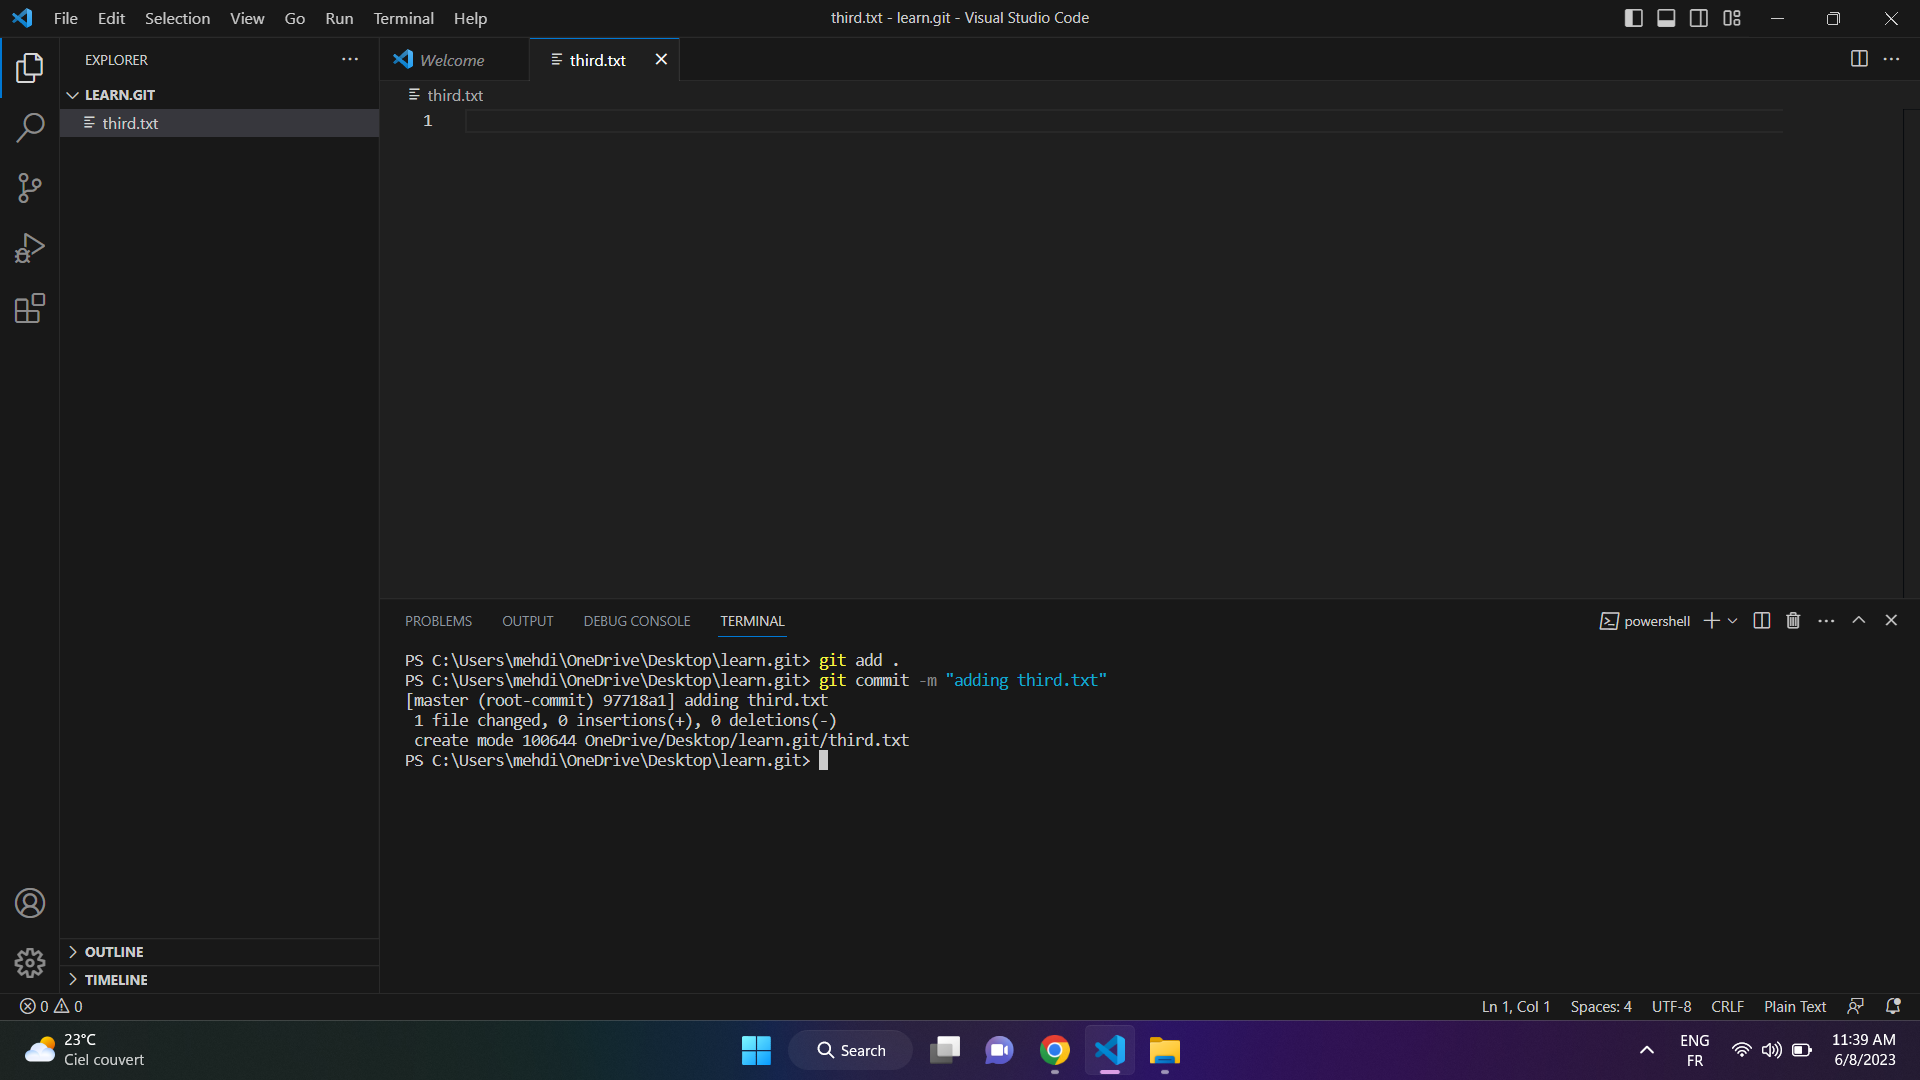 File Edit Selection View Go Run Terminal Help
third.txt - learn.git - Visual Studio Code
EXPLORER
Welcome
third.txt
LEARN.GIT
third.txt
third.txt
1
PROBLEMS OUTPUT DEBUG CONSOLE TERMINAL
powershell
PS C:\Users\mehdi\OneDrive\Desktop\learn.git> git add .
PS C:\Users\mehdi\OneDrive\Desktop\learn.git> git commit -m "adding third.txt"
[master (root-commit) 97718a1] adding third.txt
1 file changed, 0 insertions(+), 0 deletions(-)
create mode 100644 OneDrive/Desktop/learn.git/third.txt
PS C:\Users\mehdi\OneDrive\Desktop\learn.git>
OUTLINE
TIMELINE
0 0
Ln 1, Col 1 Spaces: 4 UTF-8 CRLF Plain Text
23°C
Ciel couvert
Search
ENG
FR
11:39 AM
6/8/2023